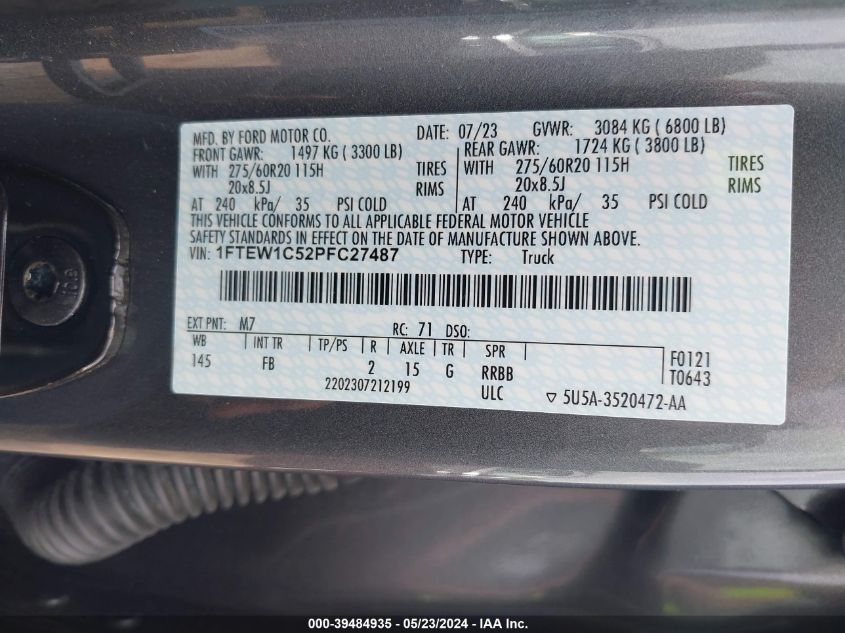 MFD. BY FORD MOTOR CO. DATE: 07/23 GVWR: 3084 KG ( 6800 LB)
FRONT GAWR: 1497 KG ( 3300 LB) REAR GAWR: 1724 KG ( 3800 LB)
WITH 275/60R20 115H TIRES WITH 275/60R20 115H TIRES
20x8.5J RIMS 20x8.5J RIMS
AT 240 kPa/ 35 PSI COLD AT 240 kPa/ 35 PSI COLD
THIS VEHICLE CONFORMS TO ALL APPLICABLE FEDERAL MOTOR VEHICLE
SAFETY STANDARDS IN EFFECT ON THE DATE OF MANUFACTURE SHOWN ABOVE.
VIN: 1FTEW1C52PFC27487 TYPE: Truck
EXT PNT: M7 RC: 71 DSO:
WB INT TR TP/PS R AXLE TR SPR F0121
145 FB 2 15 G RRBB T0643
2202307212199 ULC ▽ 5U5A-3520472-AA
000-39484935 / 05/23/2024 - IAA Inc.